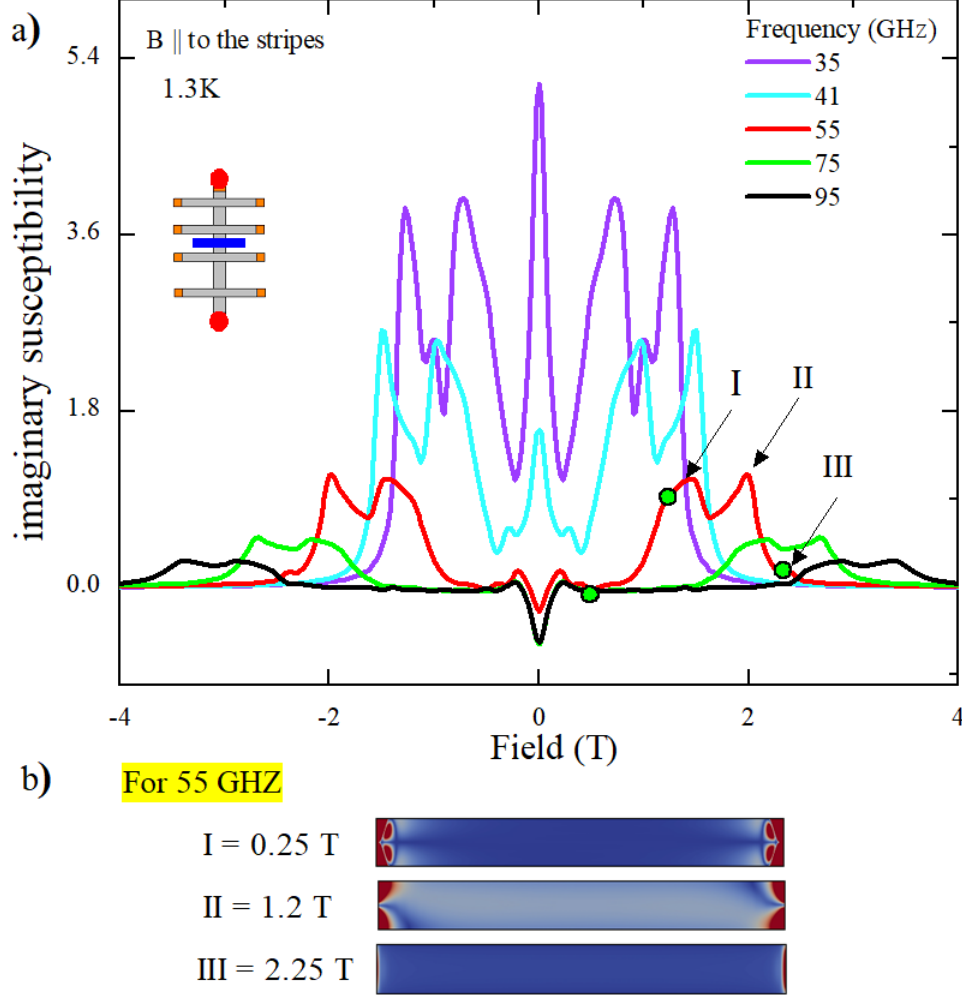 a)
B || to the stripes
1.3K
Frequency (GHz)
35
41
55
75
95
imaginary susceptibility
5.4
3.6
1.8
0.0
I
II
III
-4
-2
0
2
4
Field (T)
b)
For 55 GHZ
I = 0.25 T
II = 1.2 T
III = 2.25 T